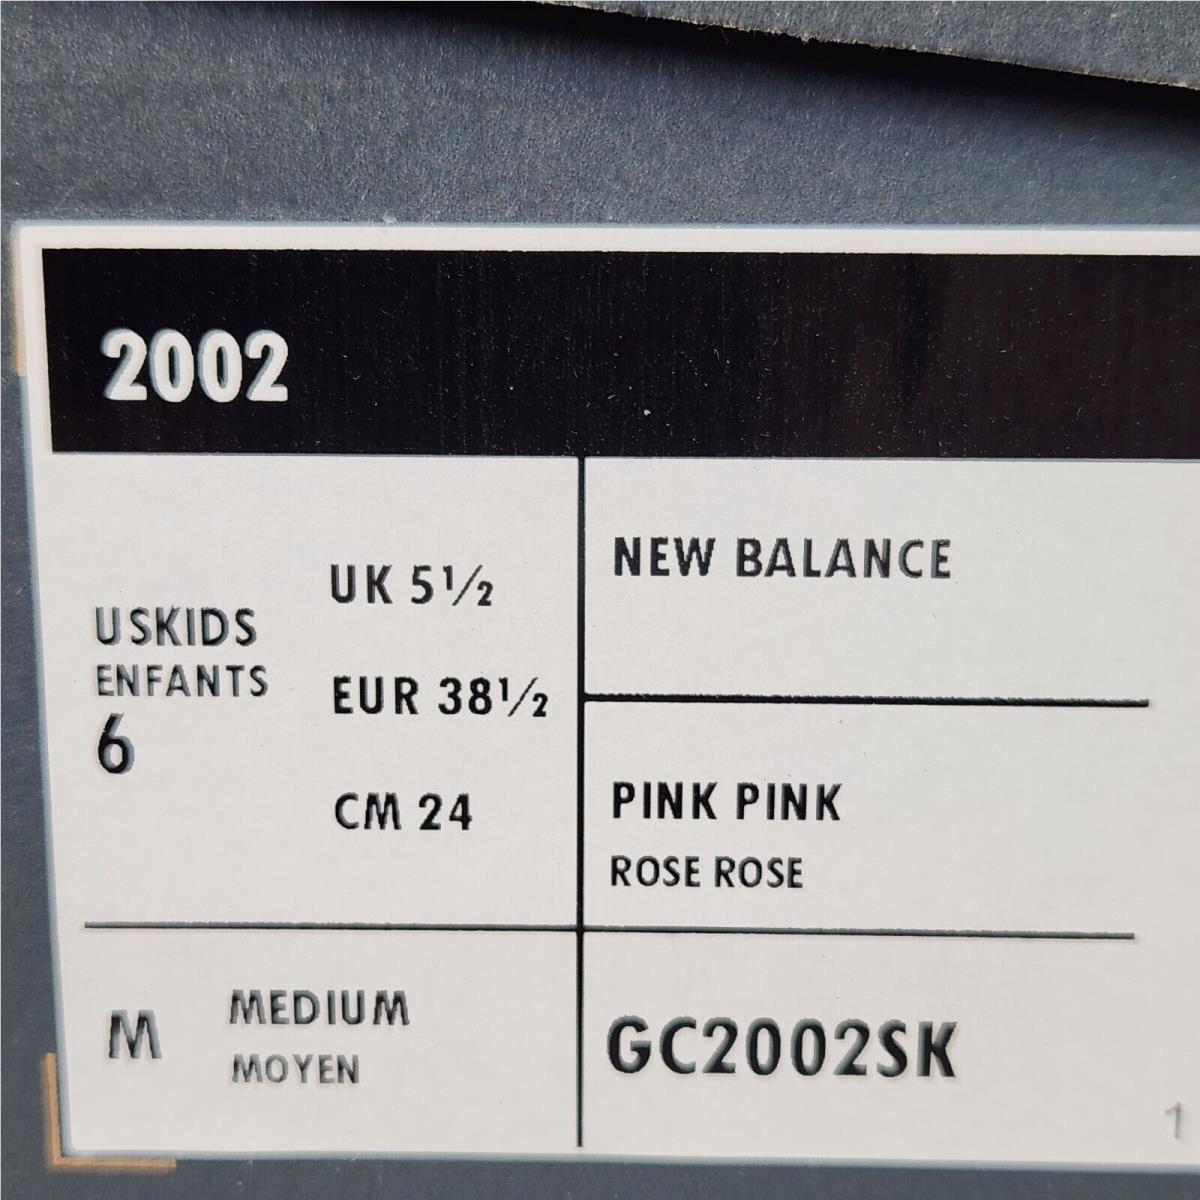 2002
USKIDS
ENFANTS
6
UK 5½
EUR 38½
CM 24
NEW BALANCE
PINK PINK
ROSE ROSE
M
MEDIUM
MOYEN
GC2002SK
1